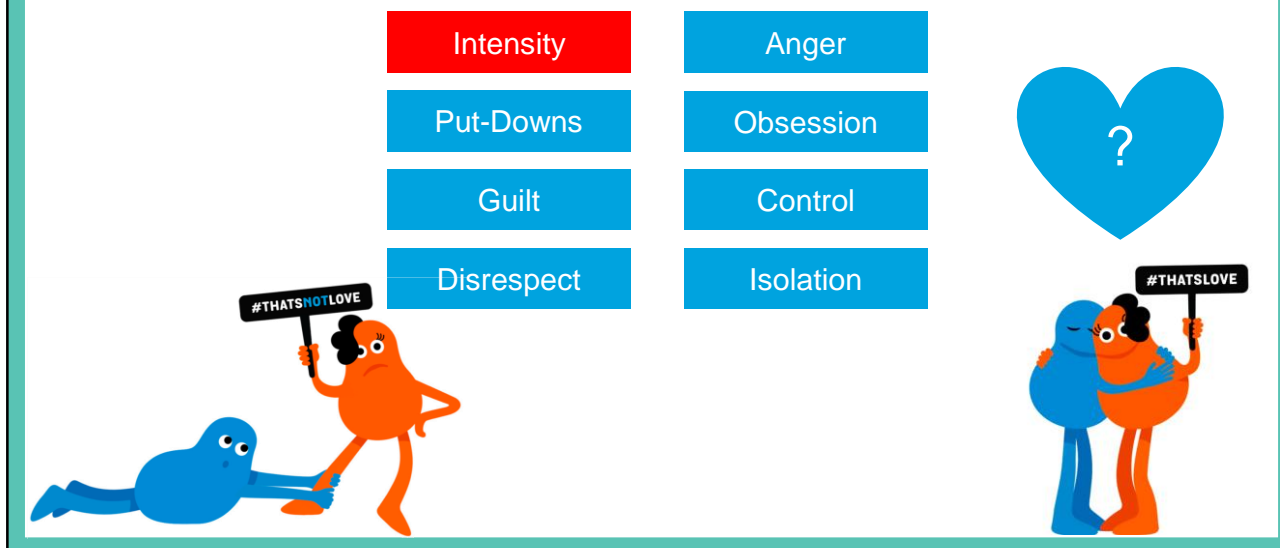 Intensity
Anger
Put-Downs
Obsession
?
Guilt
Control
Disrespect
Isolation
#THATSNOTLOVE
#THATSLOVE